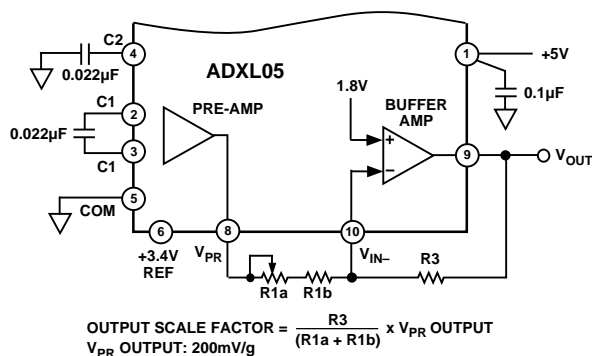 C2
4
0.022µF
ADXL05
1
+5V
0.1µF
C1
2
0.022µF
3
C1
PRE-AMP
1.8V
BUFFER
AMP
+
−
9
VOUT
COM
5
6
+3.4V
REF
8
VPR
10
VIN–
R1a
R1b
R3
OUTPUT SCALE FACTOR = R3 / (R1a + R1b) x VPR OUTPUT
VPR OUTPUT: 200mV/g